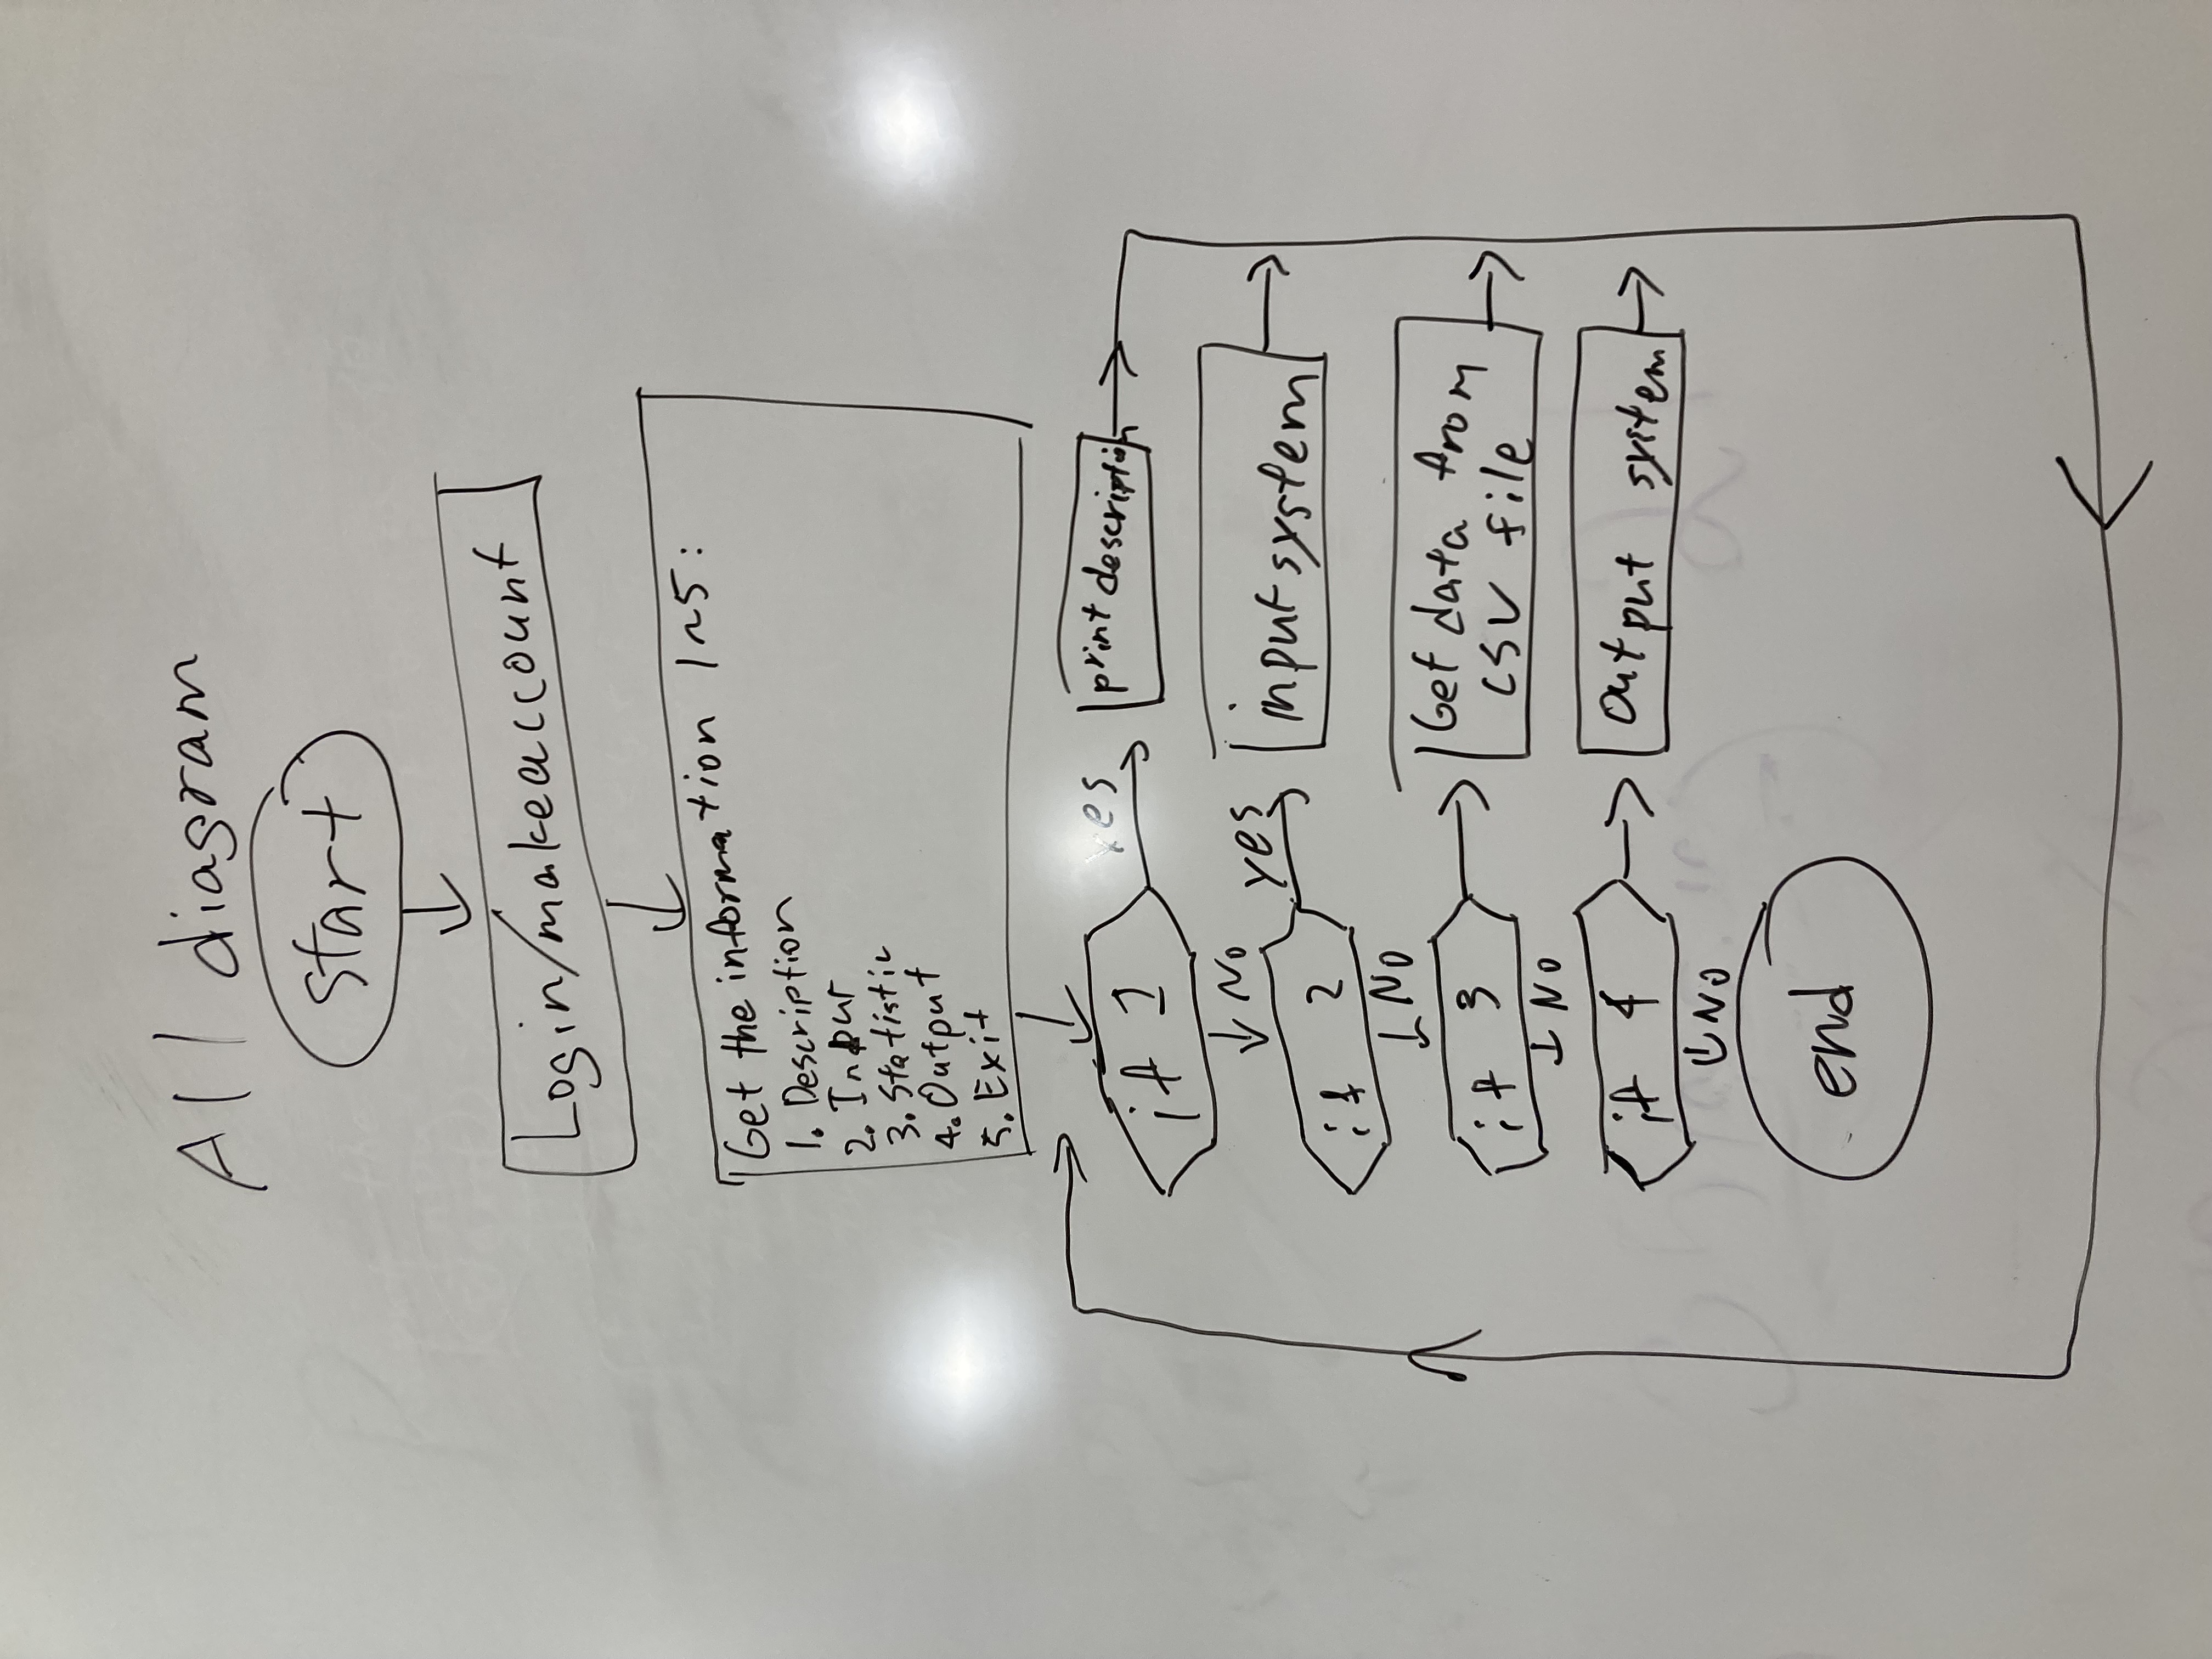 All diagram
start
Login/makeaccount
Get the information 1~5:
1. Description
2. Input
3. Statistic
4. Output
5. Exit
if 1
yes
print description
No
if 2
yes
input system
No
if 3
Get data from
CSV file
No
if 4
Output system
No
end